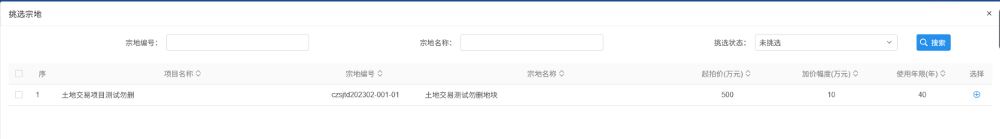 挑选宗地 ×
宗地编号： 宗地名称： 挑选状态： 未挑选 搜索
序 项目名称 宗地编号 宗地名称 起拍价(万元) 加价幅度(万元) 使用年限(年) 选择
1 土地交易项目测试勿删 czsjtd202302-001-01 土地交易测试勿删地块 500 10 40